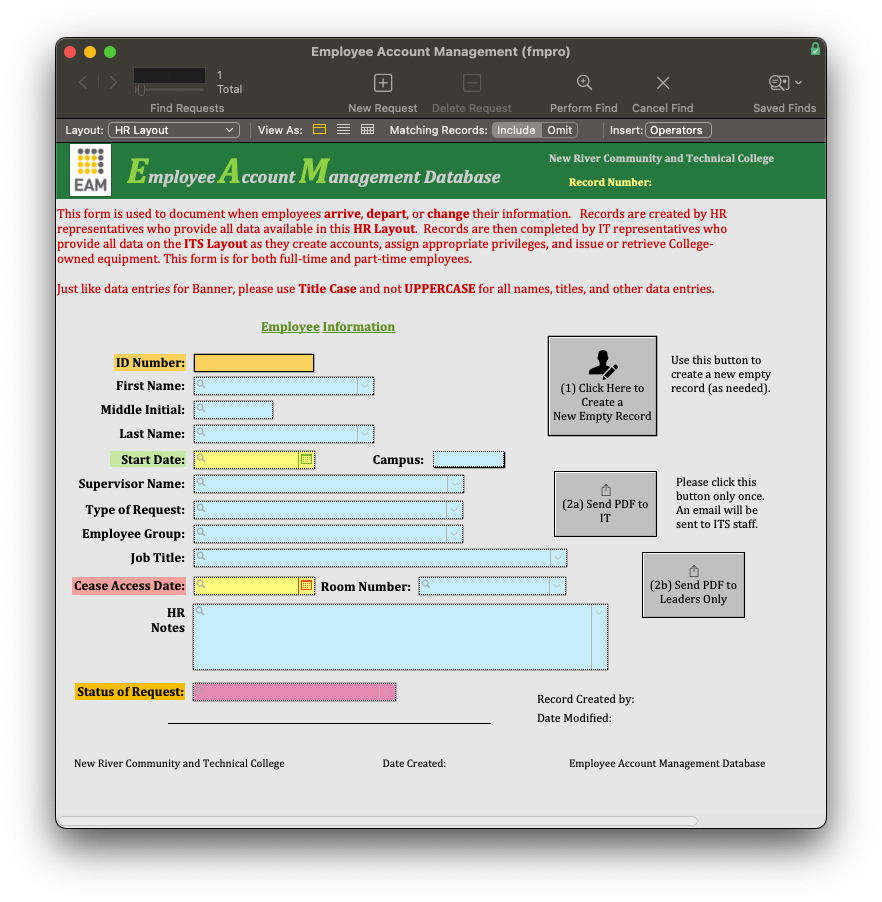 Employee Account Management (fmpro)
1
Total
Find Requests
New Request
Delete Request
Perform Find
Cancel Find
Saved Finds
Layout: HR Layout View As: Matching Records: Include Omit Insert: Operators
EAM
Employee Account Management Database
New River Community and Technical College
Record Number:
This form is used to document when employees arrive, depart, or change their information. Records are created by HR
representatives who provide all data available in this HR Layout. Records are then completed by IT representatives who
provide all data on the ITS Layout as they create accounts, assign appropriate privileges, and issue or retrieve College-
owned equipment. This form is for both full-time and part-time employees.
Just like data entries for Banner, please use Title Case and not UPPERCASE for all names, titles, and other data entries.
Employee Information
ID Number:
First Name:
Middle Initial:
Last Name:
Start Date:
Campus:
Supervisor Name:
Type of Request:
Employee Group:
Job Title:
Cease Access Date:
Room Number:
HR
Notes
Status of Request:
(1) Click Here to
Create a
New Empty Record
Use this button to
create a new empty
record (as needed).
(2a) Send PDF to
IT
Please click this
button only once.
An email will be
sent to ITS staff.
(2b) Send PDF to
Leaders Only
Record Created by:
Date Modified:
New River Community and Technical College
Date Created:
Employee Account Management Database